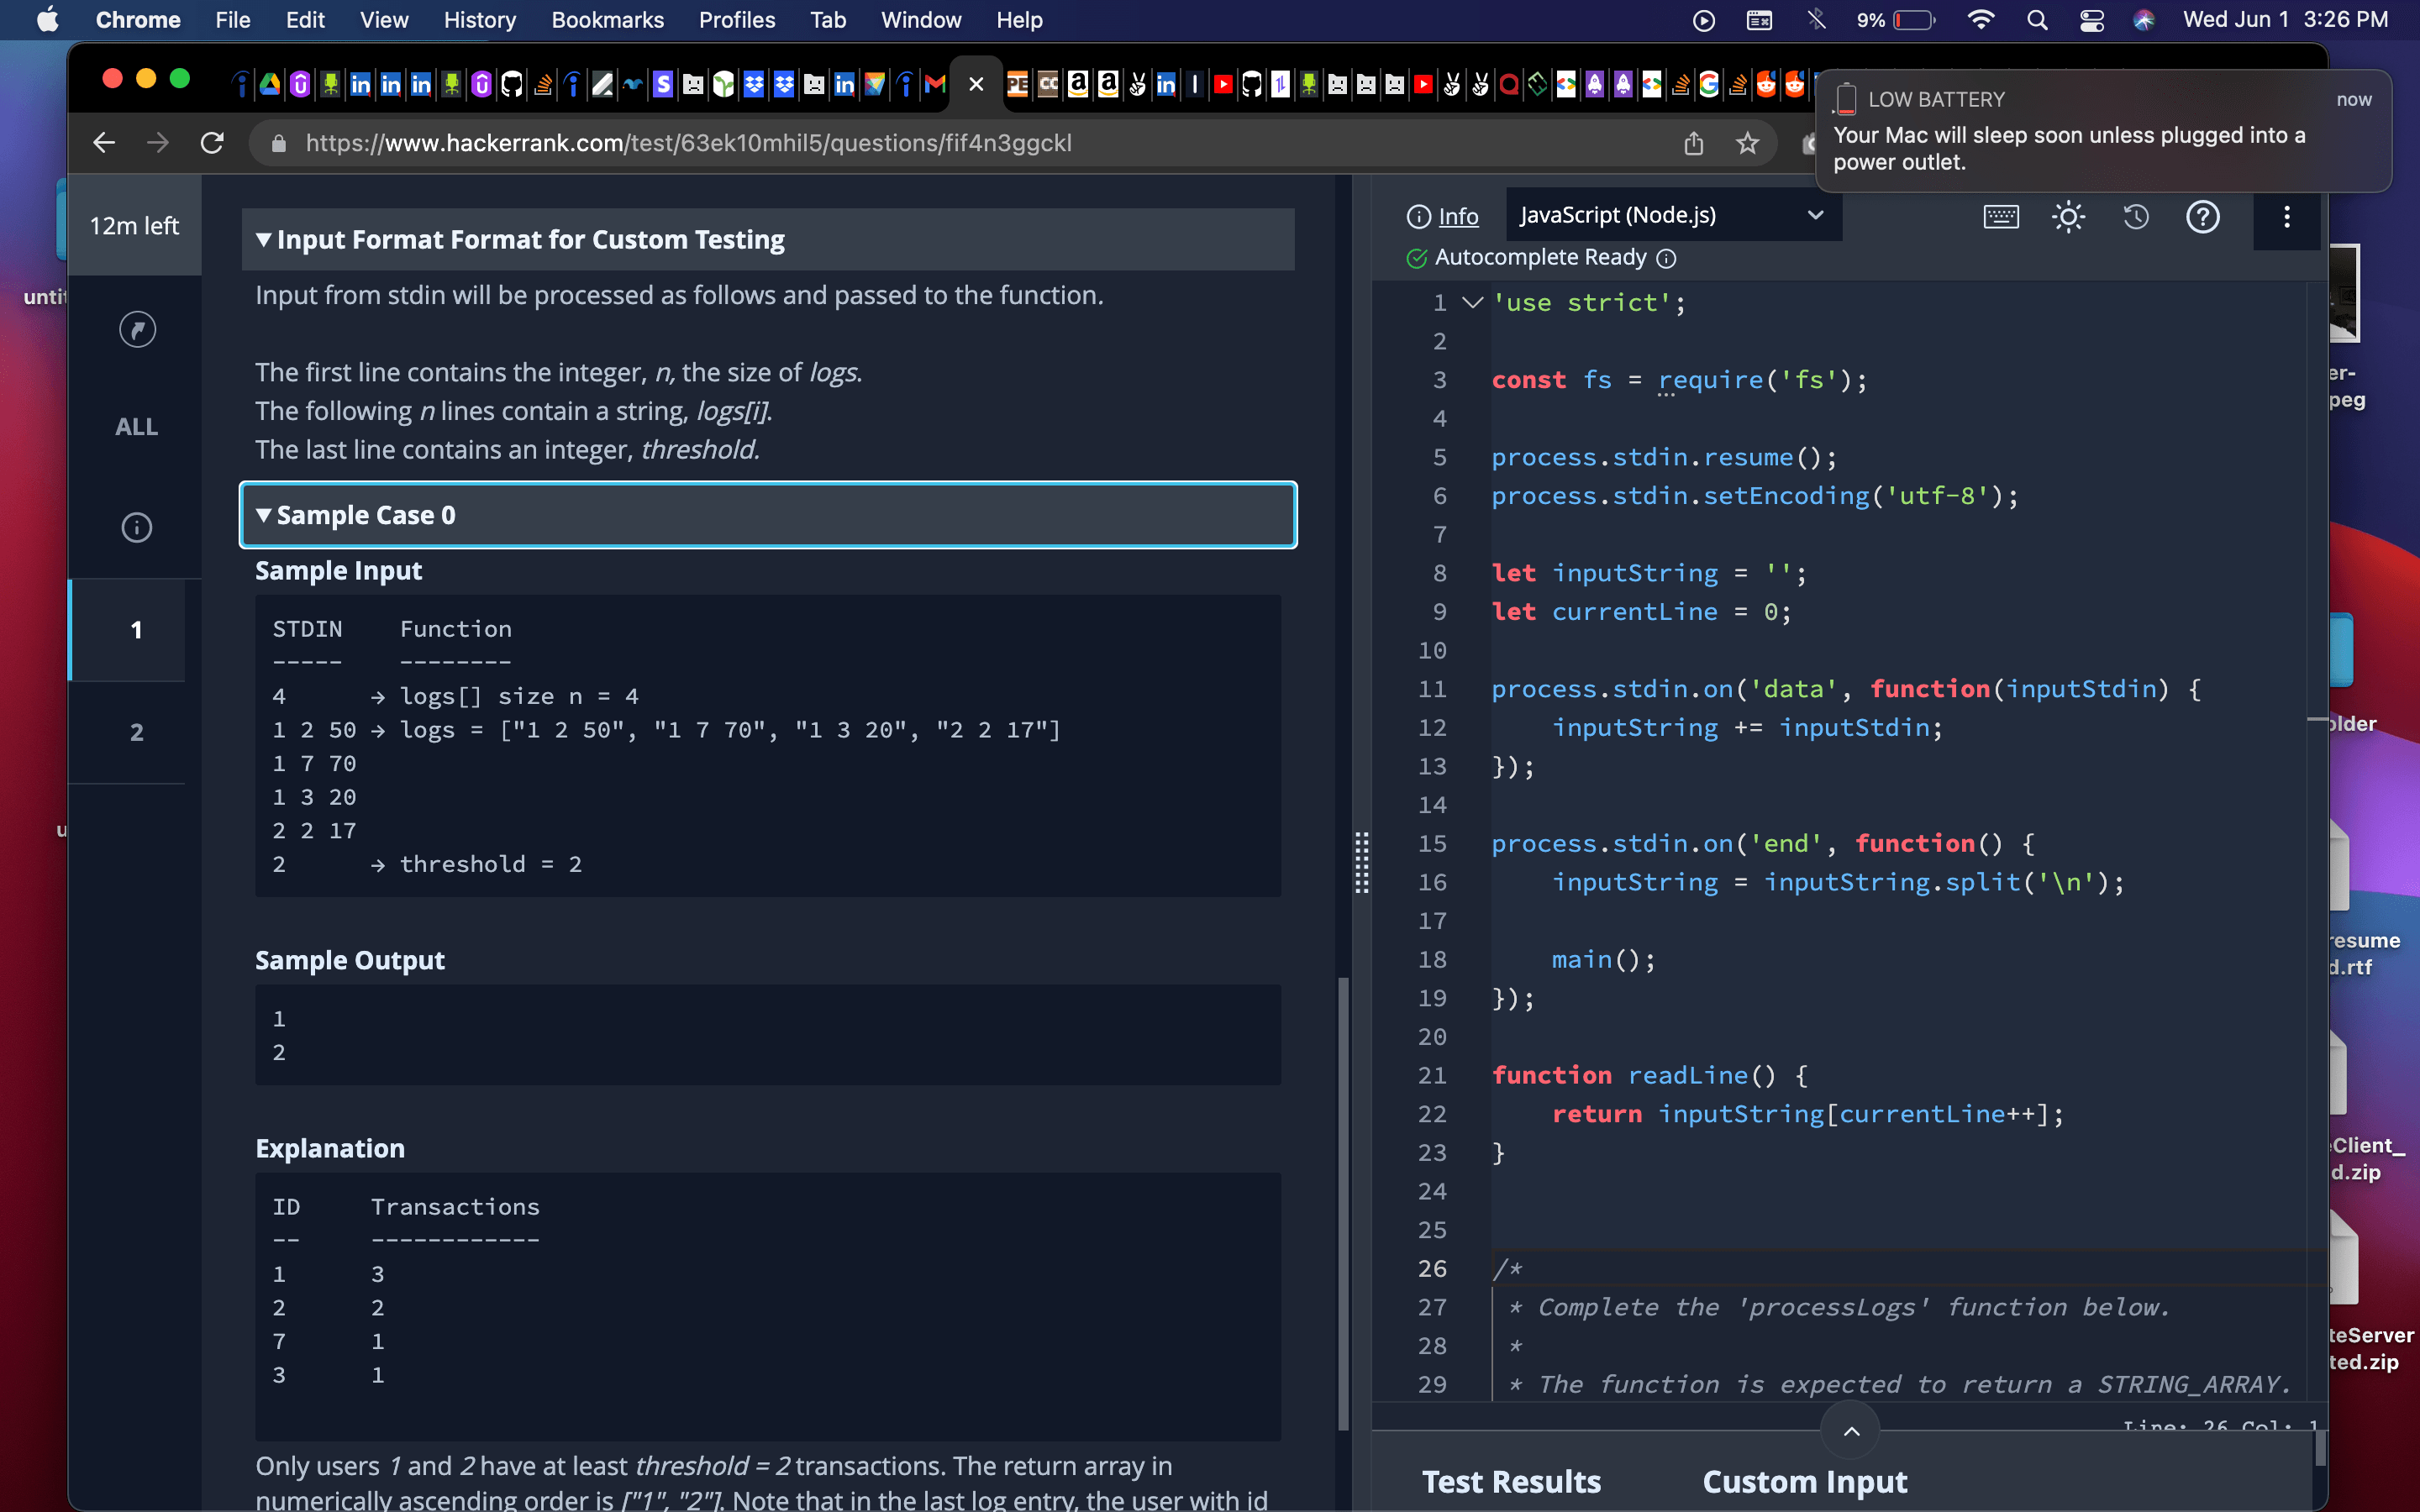 Chrome File Edit View History Bookmarks Profiles Tab Window Help 9% Wed Jun 1 3:26 PM
LOW BATTERY now
Your Mac will sleep soon unless plugged into a
power outlet.
https://www.hackerrank.com/test/63ek10mhil5/questions/fif4n3ggckl
12m left
ALL
1
2
Input Format Format for Custom Testing
Input from stdin will be processed as follows and passed to the function.
The first line contains the integer, n, the size of logs.
The following n lines contain a string, logs[i].
The last line contains an integer, threshold.
Sample Case 0
Sample Input
STDIN Function
----- --------
4 → logs[] size n = 4
1 2 50 → logs = ["1 2 50", "1 7 70", "1 3 20", "2 2 17"]
1 7 70
1 3 20
2 2 17
2 → threshold = 2
Sample Output
1
2
Explanation
ID Transactions
-- ------------
1 3
2 2
7 1
3 1
Only users 1 and 2 have at least threshold = 2 transactions. The return array in
numerically ascending order is ["1", "2"]. Note that in the last log entry, the user with id
Info JavaScript (Node.js)
Autocomplete Ready
1 'use strict';
2
3 const fs = require('fs');
4
5 process.stdin.resume();
6 process.stdin.setEncoding('utf-8');
7
8 let inputString = '';
9 let currentLine = 0;
10
11 process.stdin.on('data', function(inputStdin) {
12 inputString += inputStdin;
13 });
14
15 process.stdin.on('end', function() {
16 inputString = inputString.split('\n');
17
18 main();
19 });
20
21 function readLine() {
22 return inputString[currentLine++];
23 }
24
25
26 /*
27 * Complete the 'processLogs' function below.
28 *
29 * The function is expected to return a STRING_ARRAY.
Line: 26 Col: 1
Test Results Custom Input
untit
er-
peg
older
resume
d.rtf
eClient_
d.zip
teServer
ted.zip